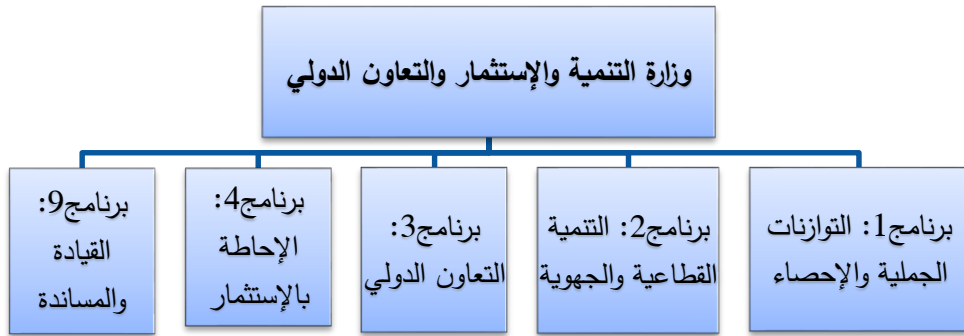 وزارة التنمية والإستثمار والتعاون الدولي
برنامج1: التوازنات
الجملية والإحصاء
برنامج2: التنمية
القطاعية والجهوية
برنامج3:
التعاون الدولي
برنامج4:
الإحاطة
بالإستثمار
برنامج9:
القيادة
والمساندة